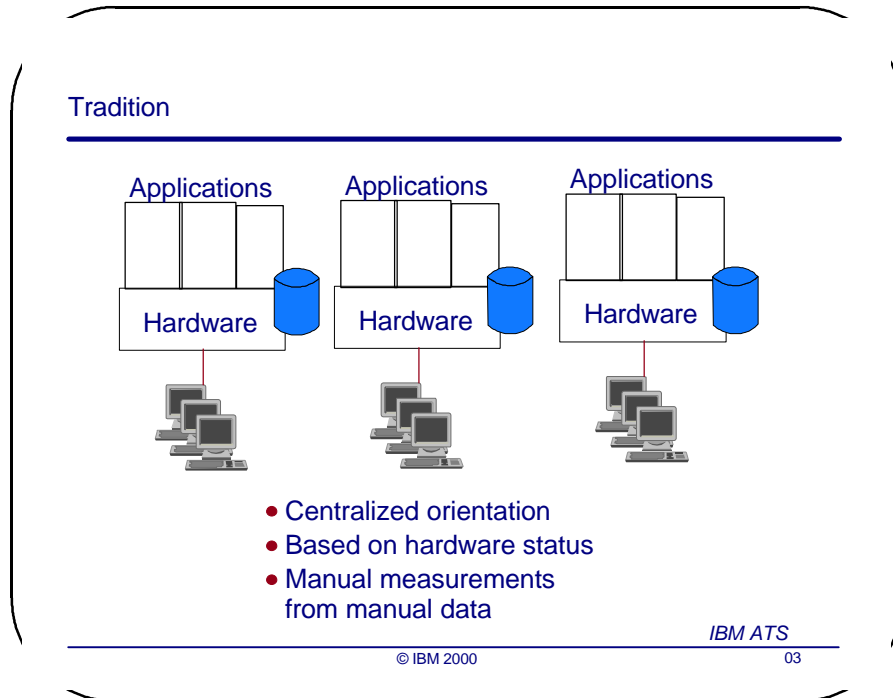 Tradition
Applications
Applications
Applications
Hardware
Hardware
Hardware
Centralized orientation
Based on hardware status
Manual measurements
from manual data
IBM ATS
© IBM 2000
03